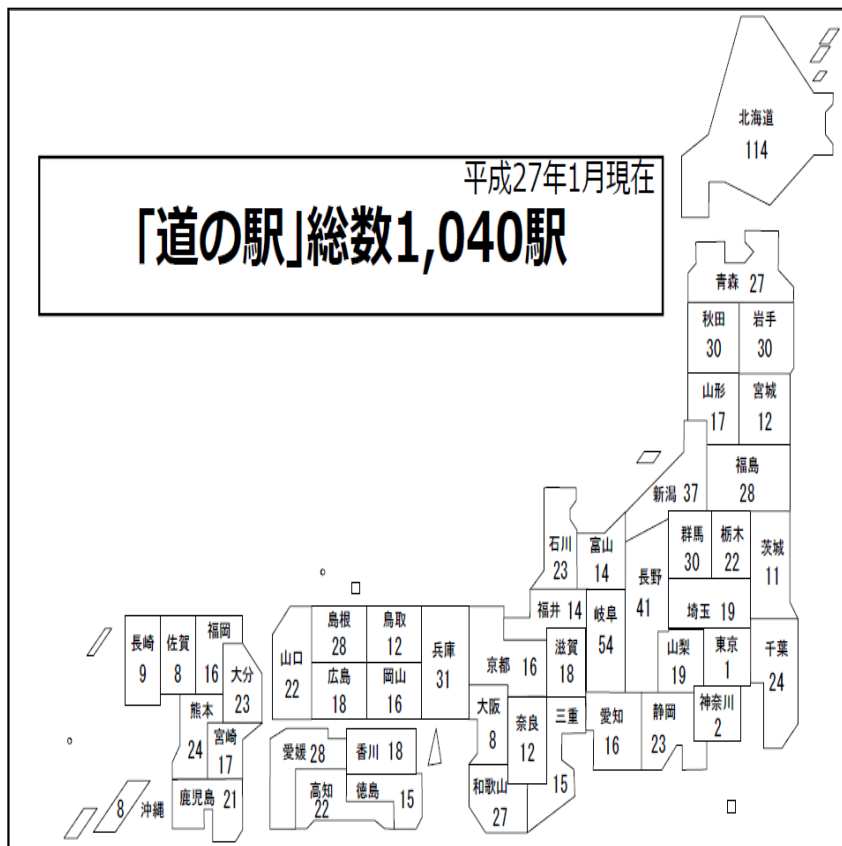 北海道
114
平成27年1月現在
「道の駅」総数1,040駅
青森 27
秋田
30
岩手
30
山形
17
宮城
12
福島
28
新潟 37
群馬
30
栃木
22
茨城
11
石川
23
富山
14
長野
41
埼玉 19
福井 14
岐阜
54
山梨
19
東京
1
千葉
24
神奈川
2
滋賀
18
京都 16
兵庫
31
鳥取
12
島根
28
岡山
16
広島
18
山口
22
大阪
8
奈良
12
三重
15
愛知
16
静岡
23
和歌山
27
香川 18
愛媛 28
高知
22
徳島
15
福岡
16
佐賀
8
長崎
9
大分
23
熊本
24
宮崎
17
鹿児島 21
8 沖縄